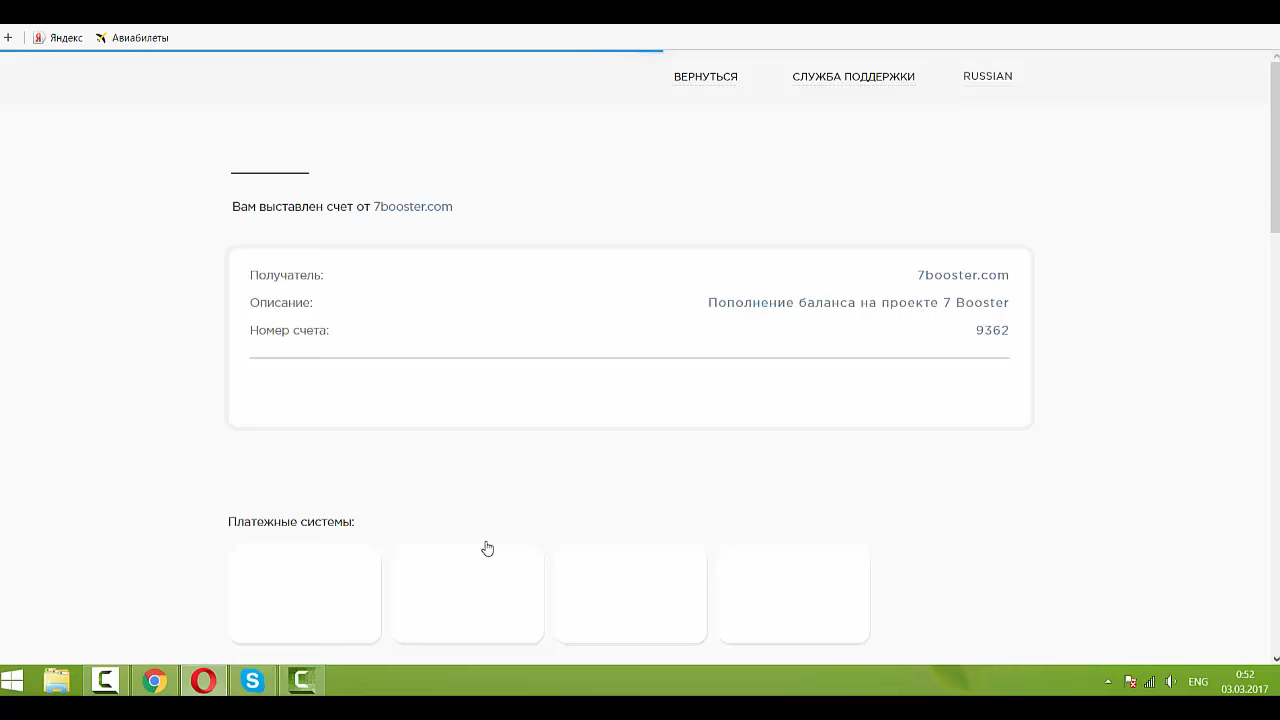 Яндекс Авиабилеты
ВЕРНУТЬСЯ СЛУЖБА ПОДДЕРЖКИ RUSSIAN
Вам выставлен счет от 7booster.com
Получатель: 7booster.com
Описание: Пополнение баланса на проекте 7 Booster
Номер счета: 9362
Платежные системы:
ENG
0:52
03.03.2017